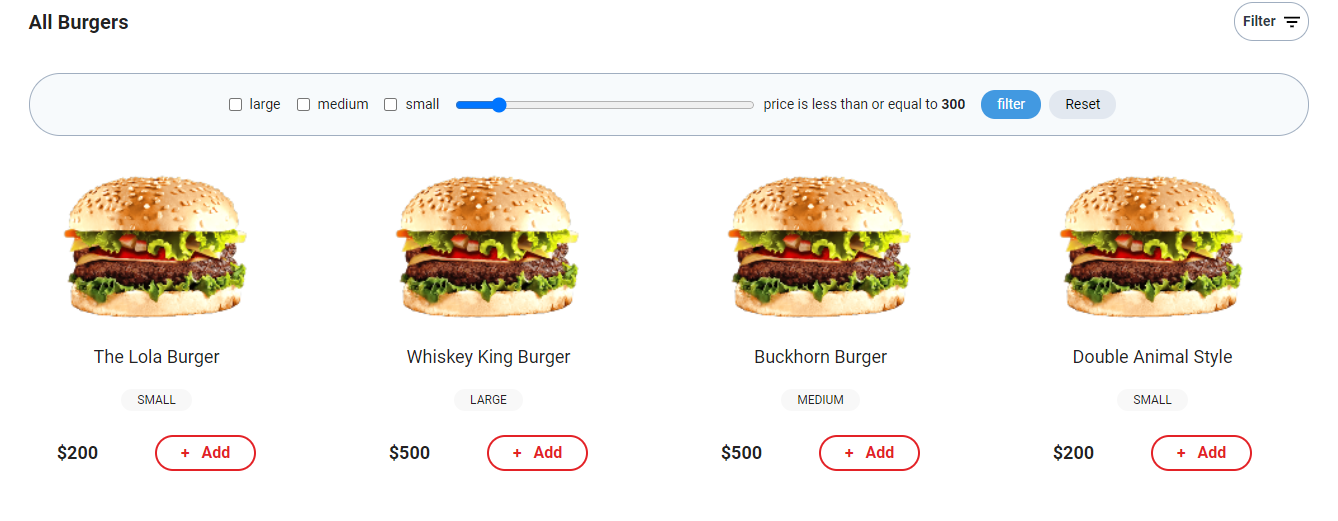 All Burgers
Filter
large medium small price is less than or equal to 300 filter Reset
The Lola Burger Whiskey King Burger Buckhorn Burger Double Animal Style
SMALL LARGE MEDIUM SMALL
$200 + Add $500 + Add $500 + Add $200 + Add